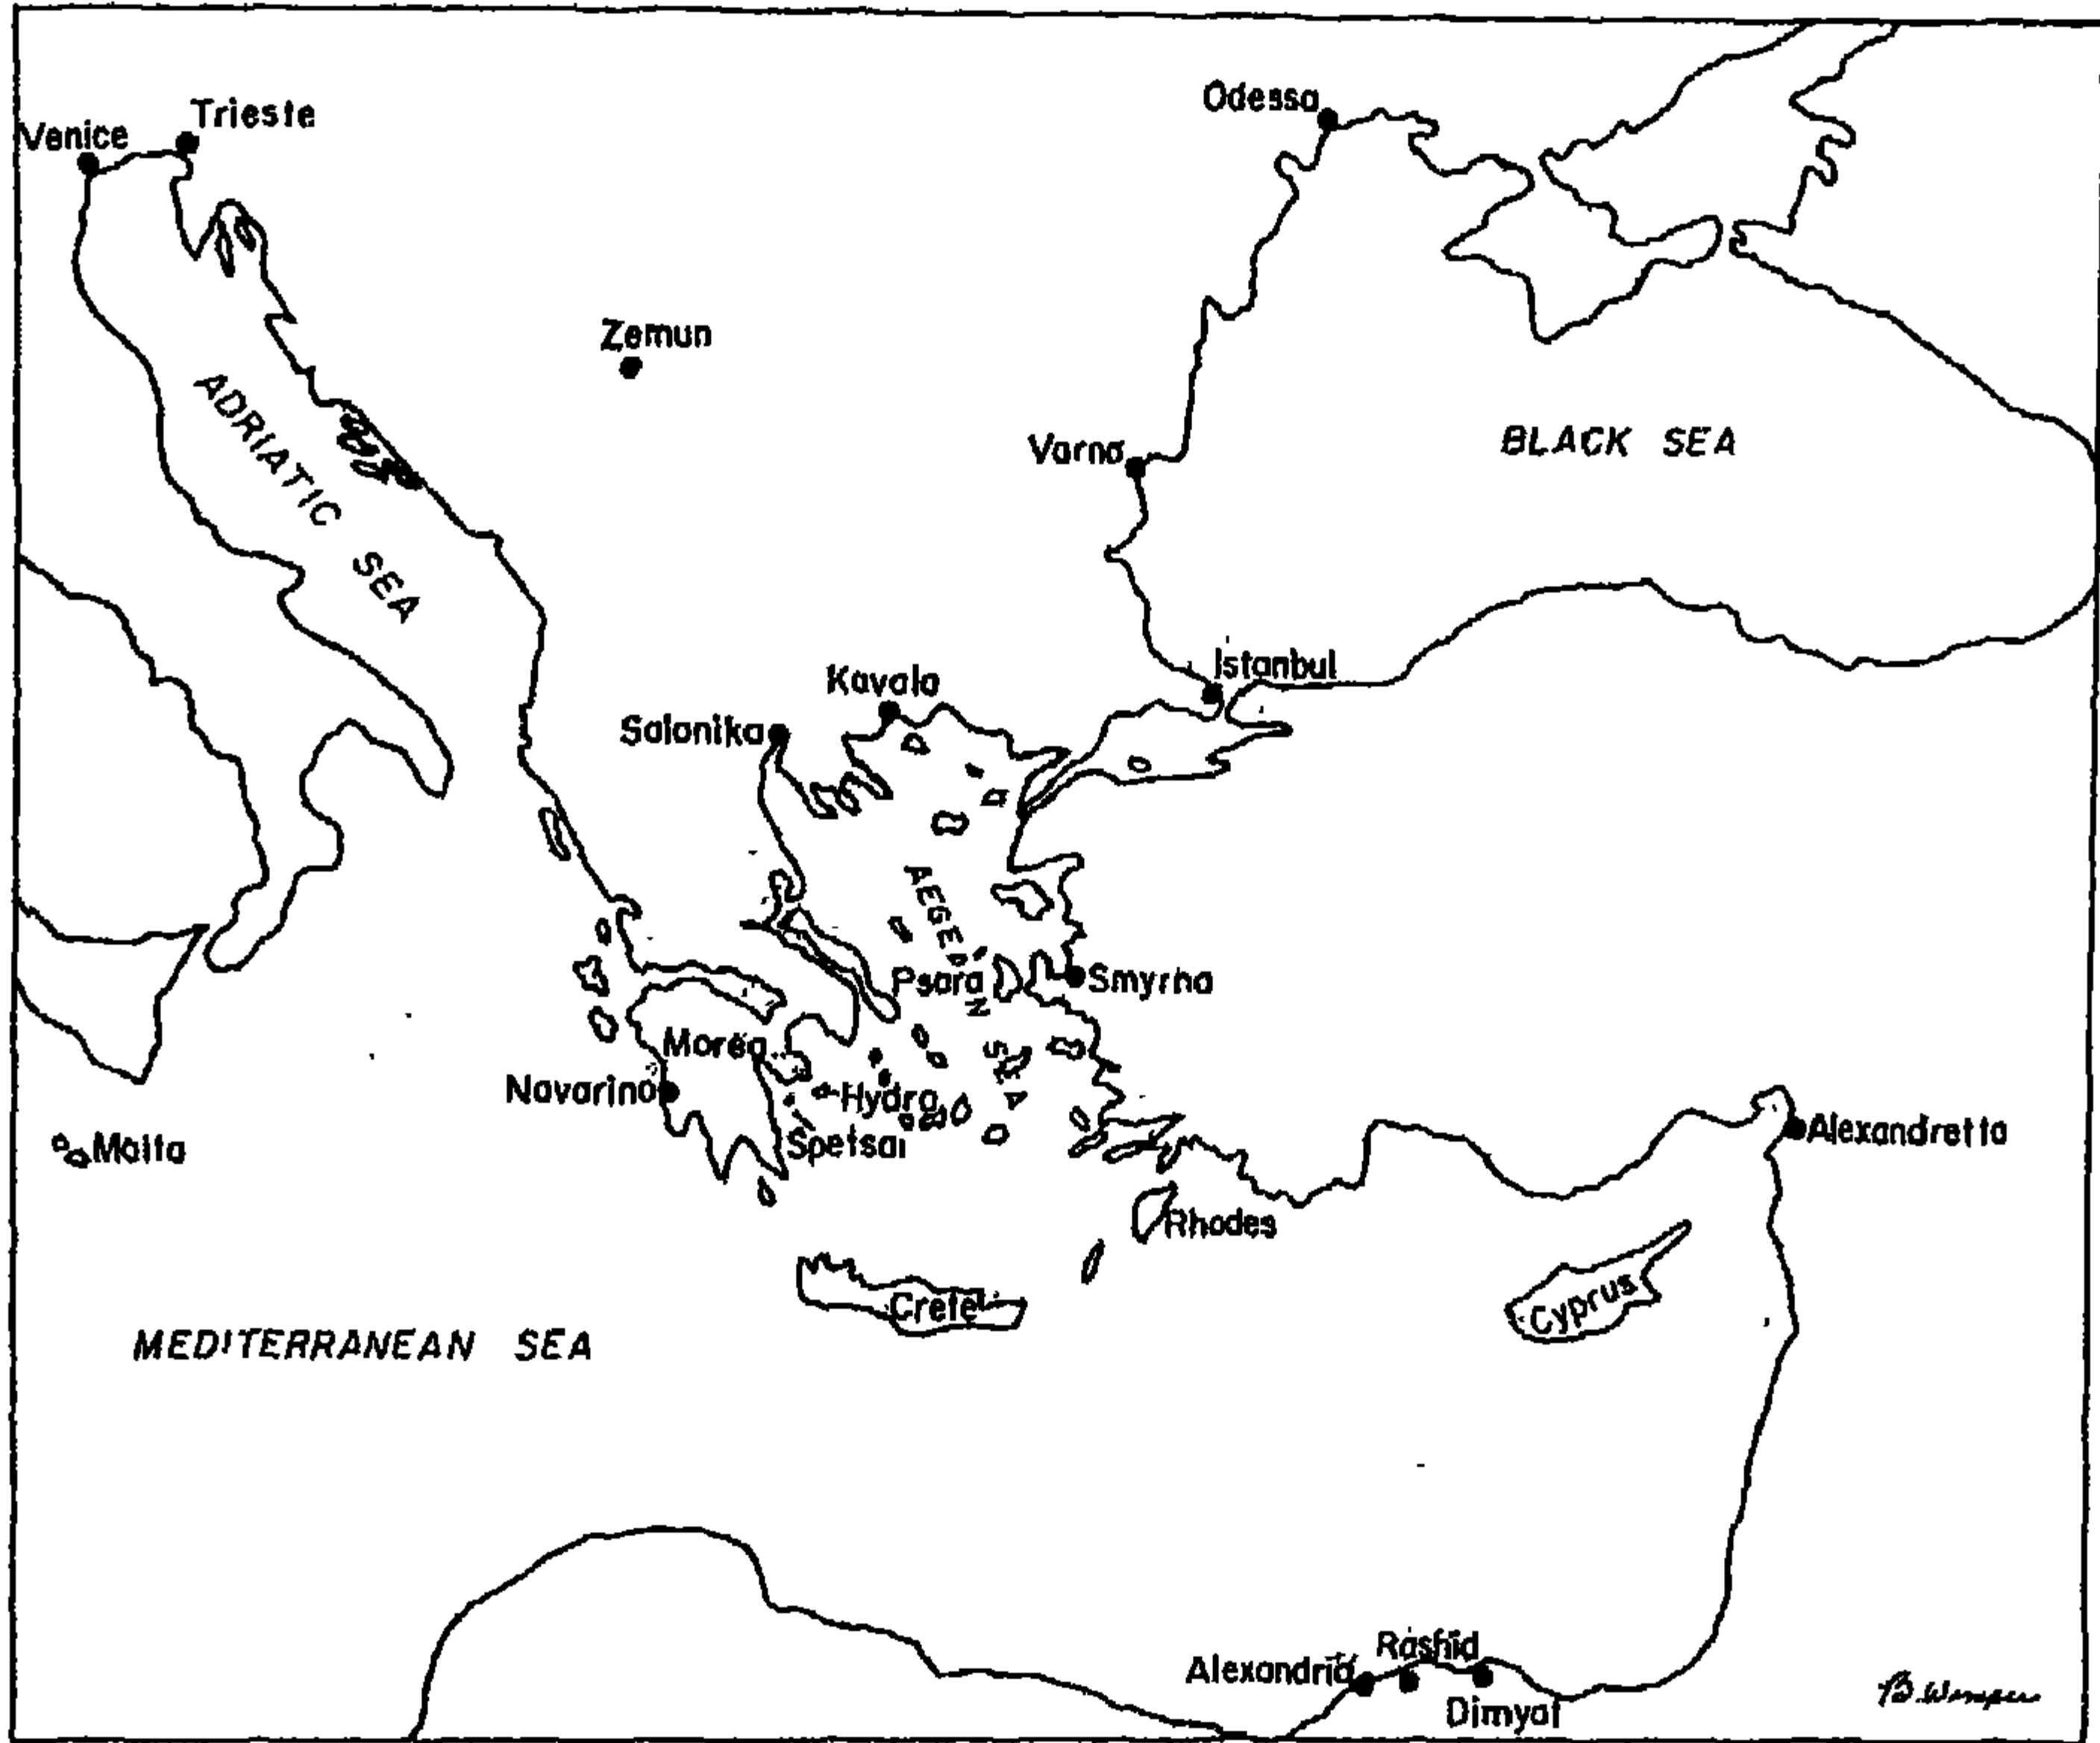 Odessa
Trieste
Venice
Zemun
ADRIATIC SEA
BLACK SEA
Varna
Istanbul
Kavala
Salonika
AEGEAN SEA
Psara
Smyrna
Morea
Navarino
Hydra
Spetsai
Malta
Alexandretta
Rhodes
Crete
Cyprus
MEDITERRANEAN SEA
Rashid
Alexandria
Dimyat